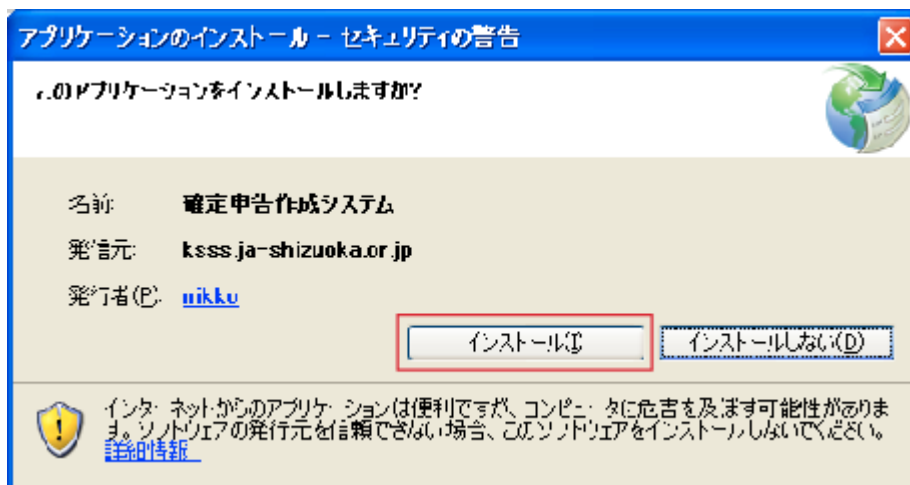 アプリケーションのインストール - セキュリティの警告
このアプリケーションをインストールしますか?
名前: 確定申告作成システム
発信元: ksss.ja-shizuoka.or.jp
発行者(P): nikko
インストール(I) インストールしない(D)
インターネットからのアプリケーションは便利ですが、コンピュータに危害を及ぼす可能性がありま
す。ソフトウェアの発行元を信頼できない場合、このソフトウェアをインストールしないでください。
詳細情報...